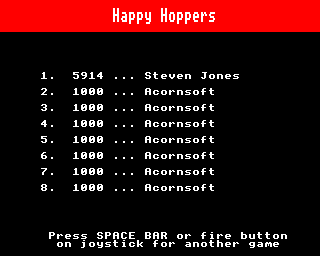 Happy Hoppers
1. 5914 ... Steven Jones
2. 1000 ... Acornsoft
3. 1000 ... Acornsoft
4. 1000 ... Acornsoft
5. 1000 ... Acornsoft
6. 1000 ... Acornsoft
7. 1000 ... Acornsoft
8. 1000 ... Acornsoft
Press SPACE BAR or fire button
on joystick for another game